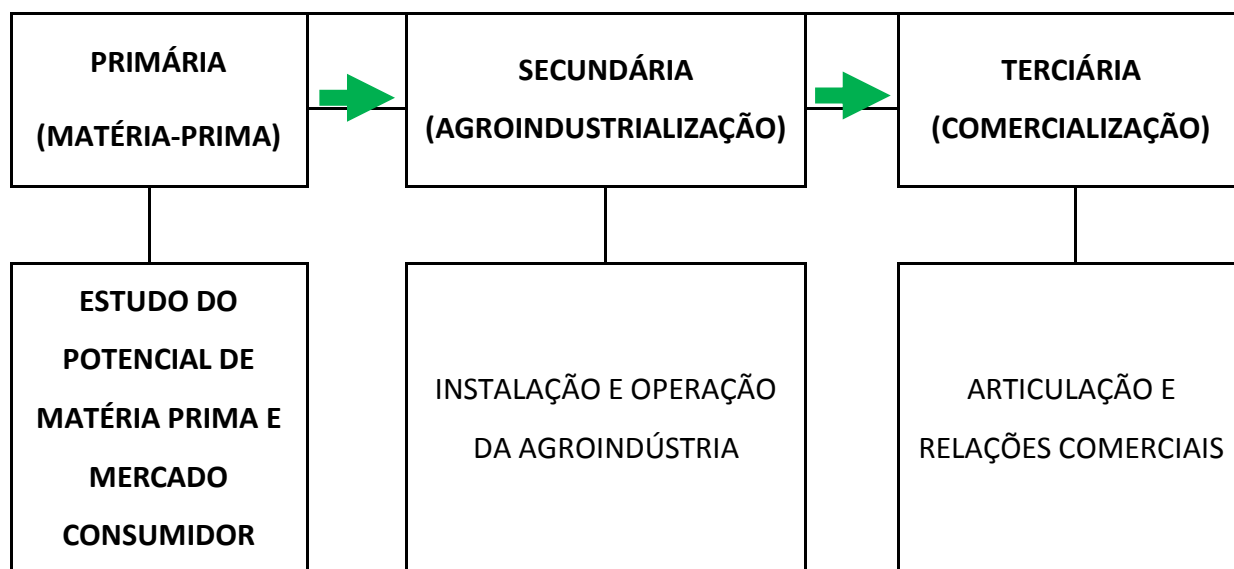 PRIMÁRIA
(MATÉRIA-PRIMA)
SECUNDÁRIA
(AGROINDUSTRIALIZAÇÃO)
TERCIÁRIA
(COMERCIALIZAÇÃO)
ESTUDO DO
POTENCIAL DE
MATÉRIA PRIMA E
MERCADO
CONSUMIDOR
INSTALAÇÃO E OPERAÇÃO
DA AGROINDÚSTRIA
ARTICULAÇÃO E
RELAÇÕES COMERCIAIS